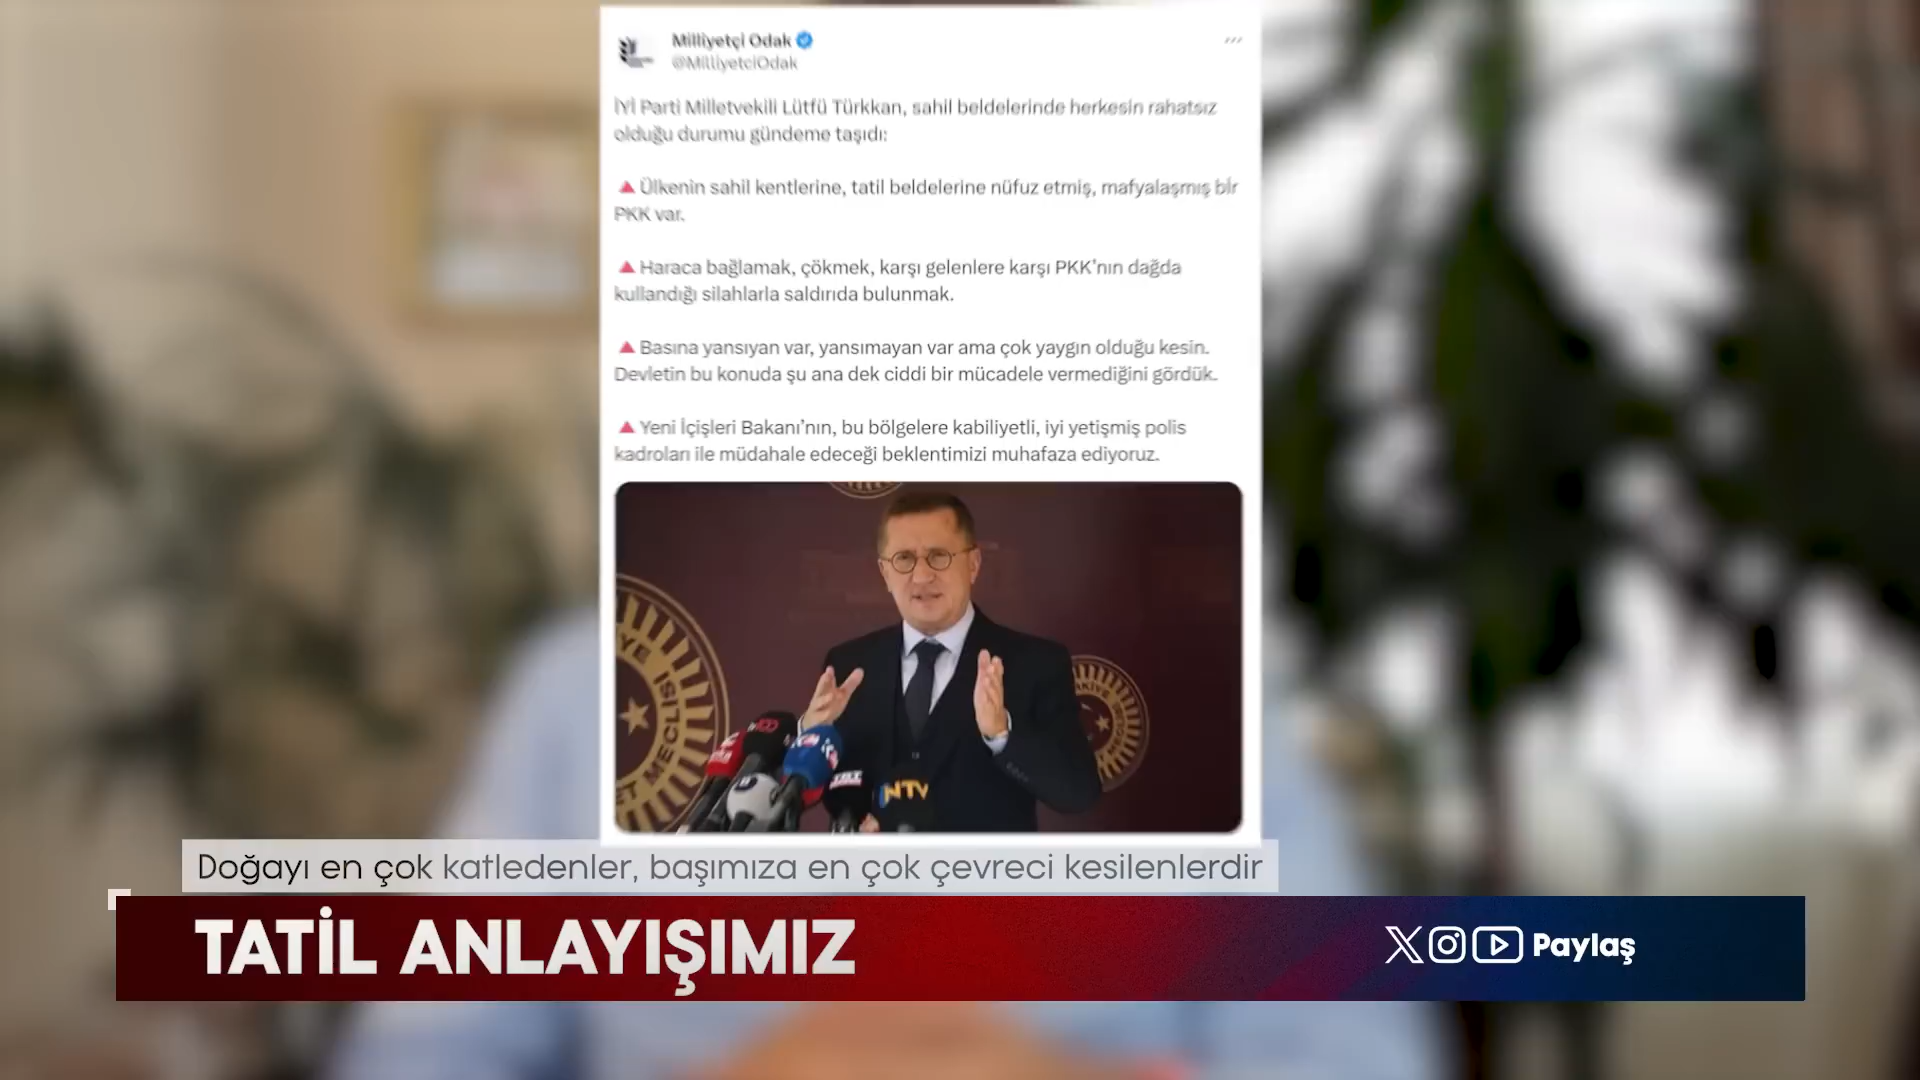 Milliyetçi Odak
@MilliyetciOdak
İYİ Parti Milletvekili Lütfü Türkkan, sahil beldelerinde herkesin rahatsız
olduğu durumu gündeme taşıdı:
🔺Ülkenin sahil kentlerine, tatil beldelerine nüfuz etmiş, mafyalaşmış bir
PKK var.
🔺Haraca bağlamak, çökmek, karşı gelenlere karşı PKK'nın dağda
kullandığı silahlarla saldırıda bulunmak.
🔺Basına yansıyan var, yansımayan var ama çok yaygın olduğu kesin.
Devletin bu konuda şu ana dek ciddi bir mücadele vermediğini gördük.
🔺Yeni İçişleri Bakanı'nın, bu bölgelere kabiliyetli, iyi yetişmiş polis
kadroları ile müdahale edeceği beklentimizi muhafaza ediyoruz.
MECLİSİ
NTV
Doğayı en çok katledenler, başımıza en çok çevreci kesilenlerdir
TATİL ANLAYIŞIMIZ
Paylaş